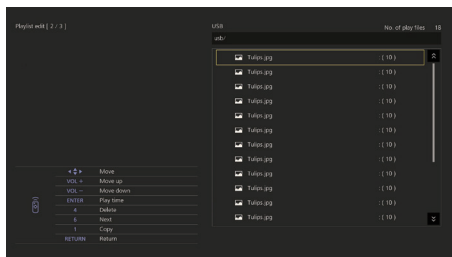 Playlist edit [ 2 / 3 ]
USB
No. of play files 18
usb/
Tulips.jpg :( 10 )
Tulips.jpg :( 10 )
Tulips.jpg :( 10 )
Tulips.jpg :( 10 )
Tulips.jpg :( 10 )
Tulips.jpg :( 10 )
Tulips.jpg :( 10 )
Tulips.jpg :( 10 )
Tulips.jpg :( 10 )
Tulips.jpg :( 10 )
Tulips.jpg :( 10 )
Tulips.jpg :( 10 )
Move
VOL + Move up
VOL − Move down
ENTER Play time
4 Delete
6 Next
1 Copy
RETURN Return